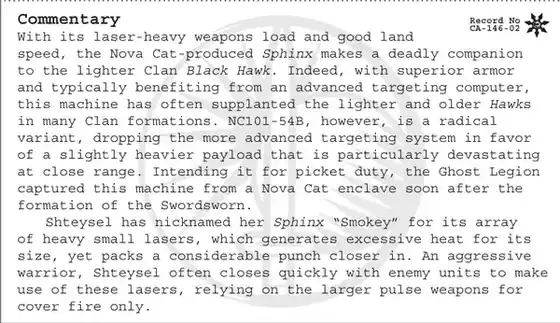 Commentary
Record No
CA-146-02
With its laser-heavy weapons load and good land
speed, the Nova Cat-produced Sphinx makes a deadly companion
to the lighter Clan Black Hawk. Indeed, with superior armor
and typically benefiting from an advanced targeting computer,
this machine has often supplanted the lighter and older Hawks
in many Clan formations. NC101-54B, however, is a radical
variant, dropping the more advanced targeting system in favor
of a slightly heavier payload that is particularly devastating
at close range. Intending it for picket duty, the Ghost Legion
captured this machine from a Nova Cat enclave soon after the
formation of the Swordsworn.
Shteysel has nicknamed her Sphinx “Smokey” for its array
of heavy small lasers, which generates excessive heat for its
size, yet packs a considerable punch closer in. An aggressive
warrior, Shteysel often closes quickly with enemy units to make
use of these lasers, relying on the larger pulse weapons for
cover fire only.